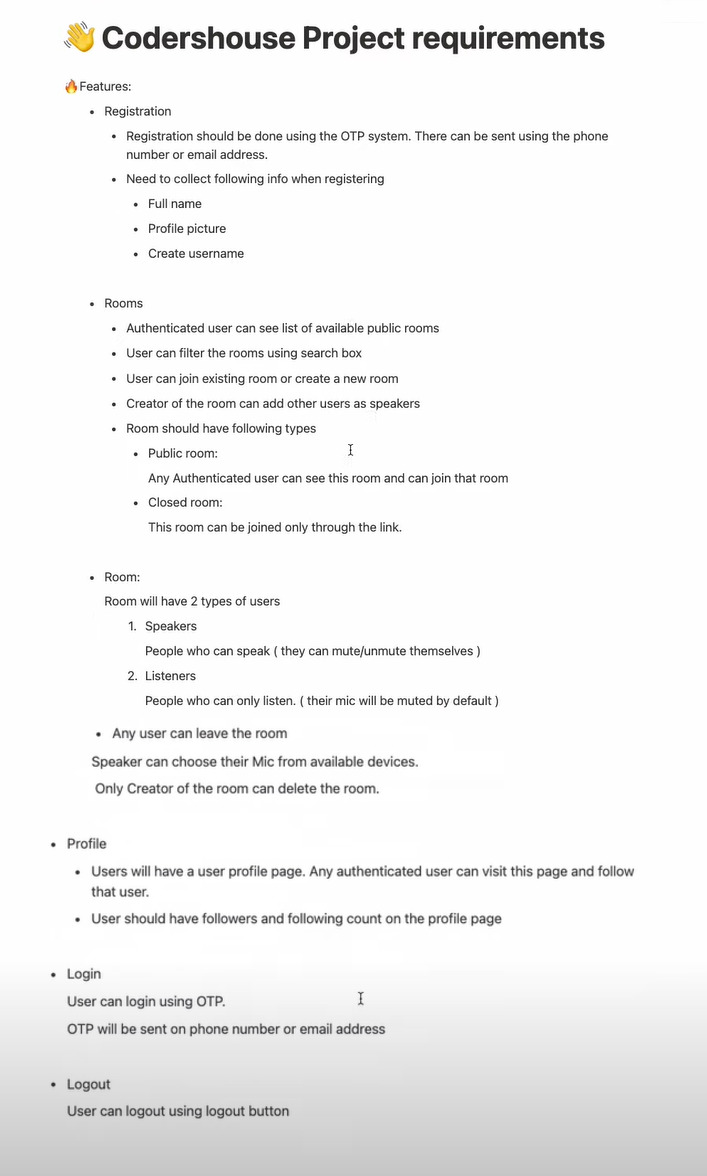 👋 Codershouse Project requirements
🔥Features:
• Registration
• Registration should be done using the OTP system. There can be sent using the phone
number or email address.
• Need to collect following info when registering
• Full name
• Profile picture
• Create username
• Rooms
• Authenticated user can see list of available public rooms
• User can filter the rooms using search box
• User can join existing room or create a new room
• Creator of the room can add other users as speakers
• Room should have following types
• Public room:
Any Authenticated user can see this room and can join that room
• Closed room:
This room can be joined only through the link.
• Room:
Room will have 2 types of users
1. Speakers
People who can speak ( they can mute/unmute themselves )
2. Listeners
People who can only listen. ( their mic will be muted by default )
• Any user can leave the room
Speaker can choose their Mic from available devices.
Only Creator of the room can delete the room.
• Profile
• Users will have a user profile page. Any authenticated user can visit this page and follow
that user.
• User should have followers and following count on the profile page
• Login
User can login using OTP.
OTP will be sent on phone number or email address
• Logout
User can logout using logout button